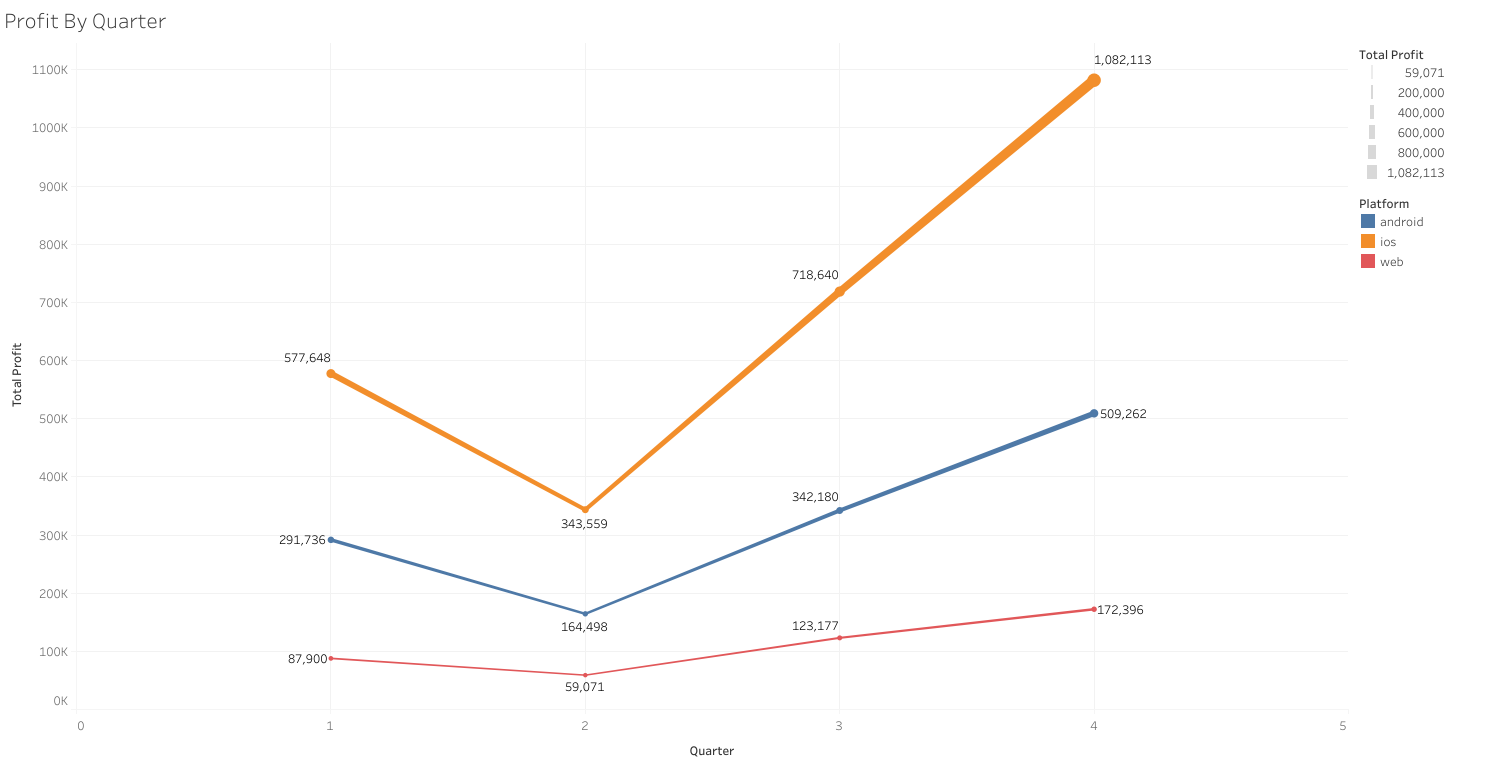 Profit By Quarter
1100K
1000K
900K
800K
700K
600K
500K
400K
300K
200K
100K
0K
Total Profit
1,082,113
718,640
577,648
343,559
509,262
342,180
291,736
164,498
172,396
123,177
87,900
59,071
0
1
2
3
4
5
Quarter
Total Profit
59,071
200,000
400,000
600,000
800,000
1,082,113
Platform
android
ios
web